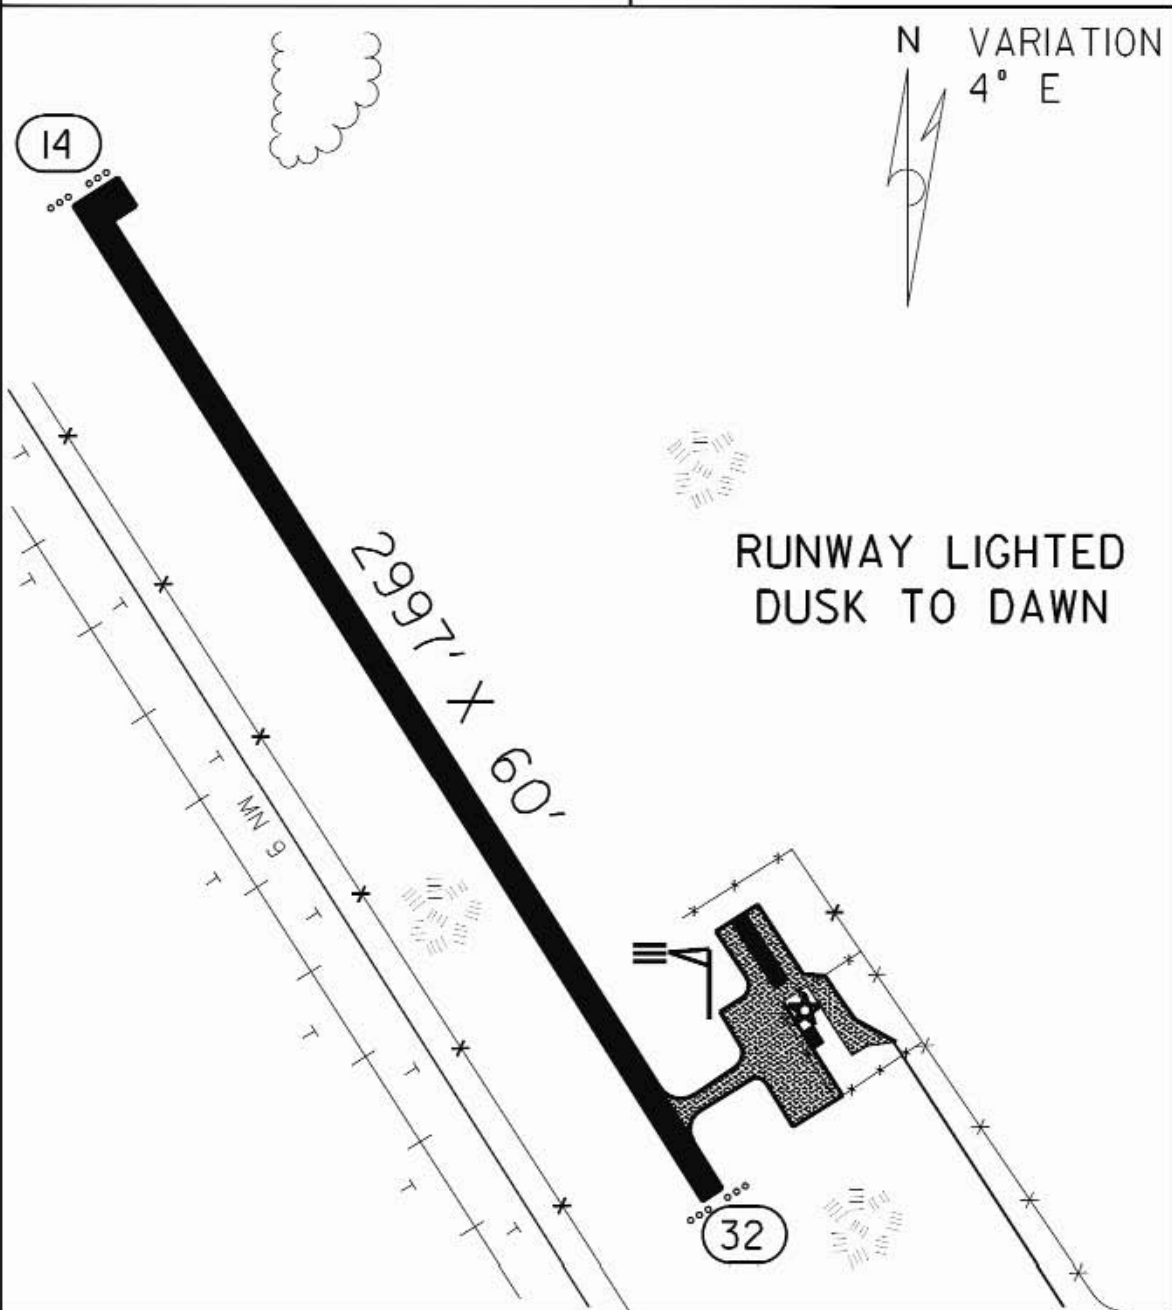 N VARIATION
4° E
14
2997' X 60'
RUNWAY LIGHTED
DUSK TO DAWN
MN 9
32